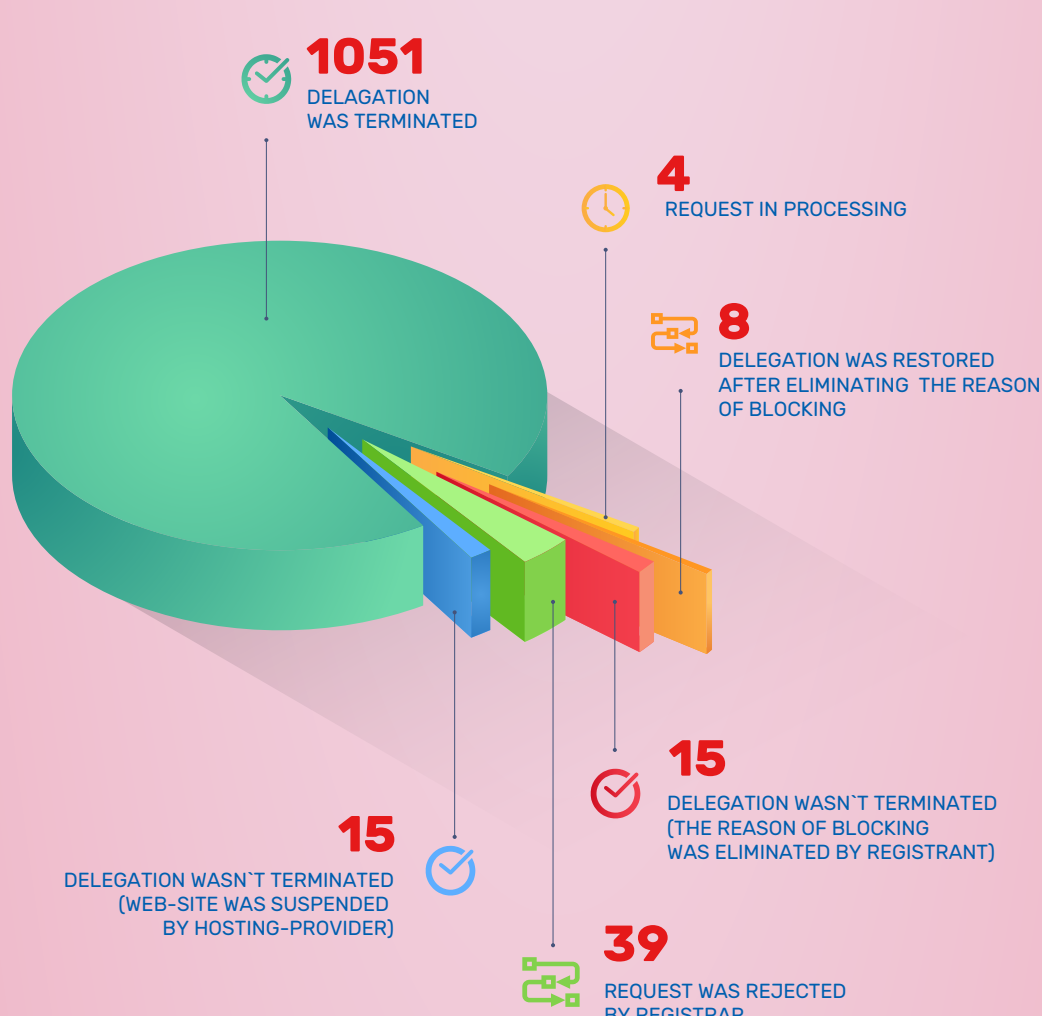 1051
DELAGATION
WAS TERMINATED
4
REQUEST IN PROCESSING
8
DELEGATION WAS RESTORED
AFTER ELIMINATING THE REASON
OF BLOCKING
15
DELEGATION WASN`T TERMINATED
(THE REASON OF BLOCKING
WAS ELIMINATED BY REGISTRANT)
15
DELEGATION WASN`T TERMINATED
(WEB-SITE WAS SUSPENDED
BY HOSTING-PROVIDER)
39
REQUEST WAS REJECTED
BY REGISTRAR